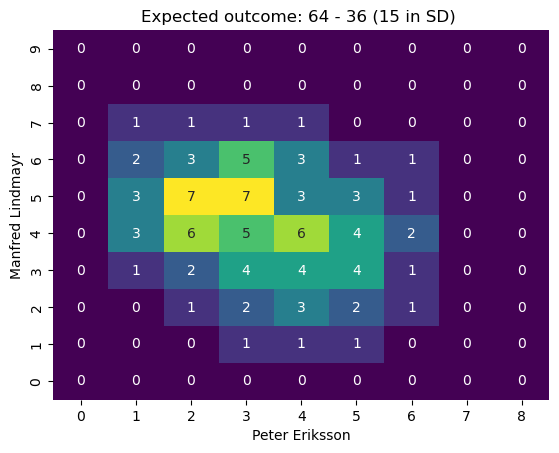 Expected outcome: 64 - 36 (15 in SD)
9 0 0 0 0 0 0 0 0 0
8 0 0 0 0 0 0 0 0 0
7 0 1 1 1 1 0 0 0 0
6 0 2 3 5 3 1 1 0 0
5 0 3 7 7 3 3 1 0 0
4 0 3 6 5 6 4 2 0 0
3 0 1 2 4 4 4 1 0 0
2 0 0 1 2 3 2 1 0 0
1 0 0 0 1 1 1 0 0 0
0 0 0 0 0 0 0 0 0 0
0 1 2 3 4 5 6 7 8
Manfred Lindmayr
Peter Eriksson